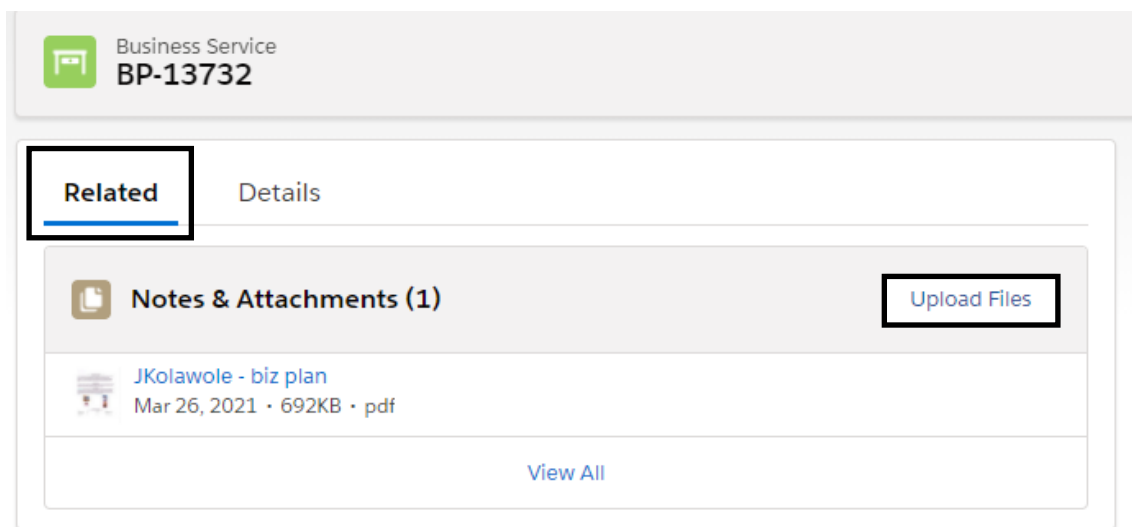 Business Service
BP-13732
Related Details
Notes & Attachments (1) Upload Files
JKolawole - biz plan
Mar 26, 2021 • 692KB • pdf
View All